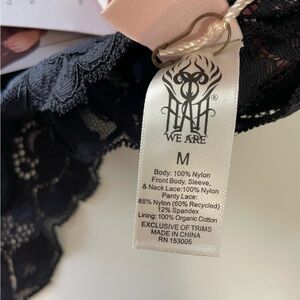 HAH
®
WE ARE
M
Body: 100% Nylon
Front Body, Sleeve,
& Neck Lace:100% Nylon
Panty Lace:
88% Nylon (60% Recycled)
12% Spandex
Lining: 100% Organic Cotton
EXCLUSIVE OF TRIMS
MADE IN CHINA
RN 153005